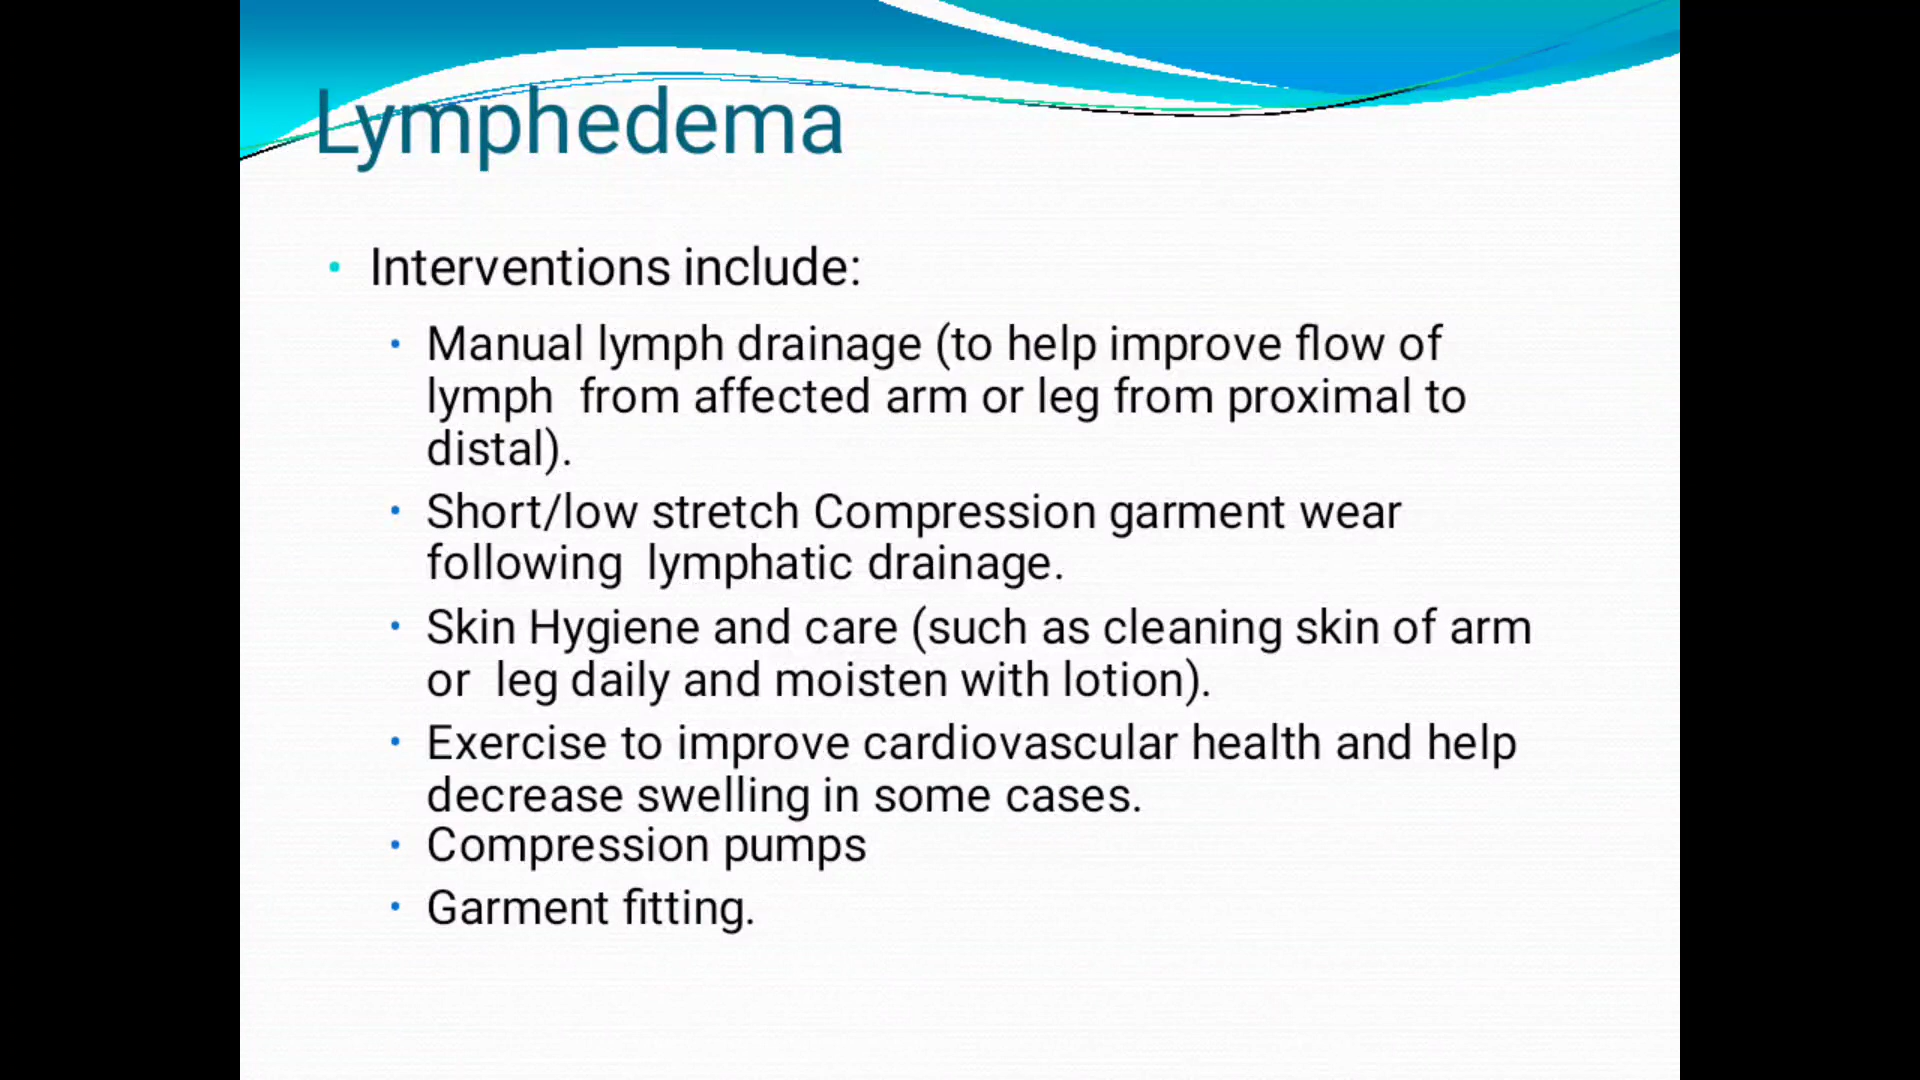 Lymphedema
• Interventions include:
• Manual lymph drainage (to help improve flow of
lymph from affected arm or leg from proximal to
distal).
• Short/low stretch Compression garment wear
following lymphatic drainage.
• Skin Hygiene and care (such as cleaning skin of arm
or leg daily and moisten with lotion).
• Exercise to improve cardiovascular health and help
decrease swelling in some cases.
• Compression pumps
• Garment fitting.